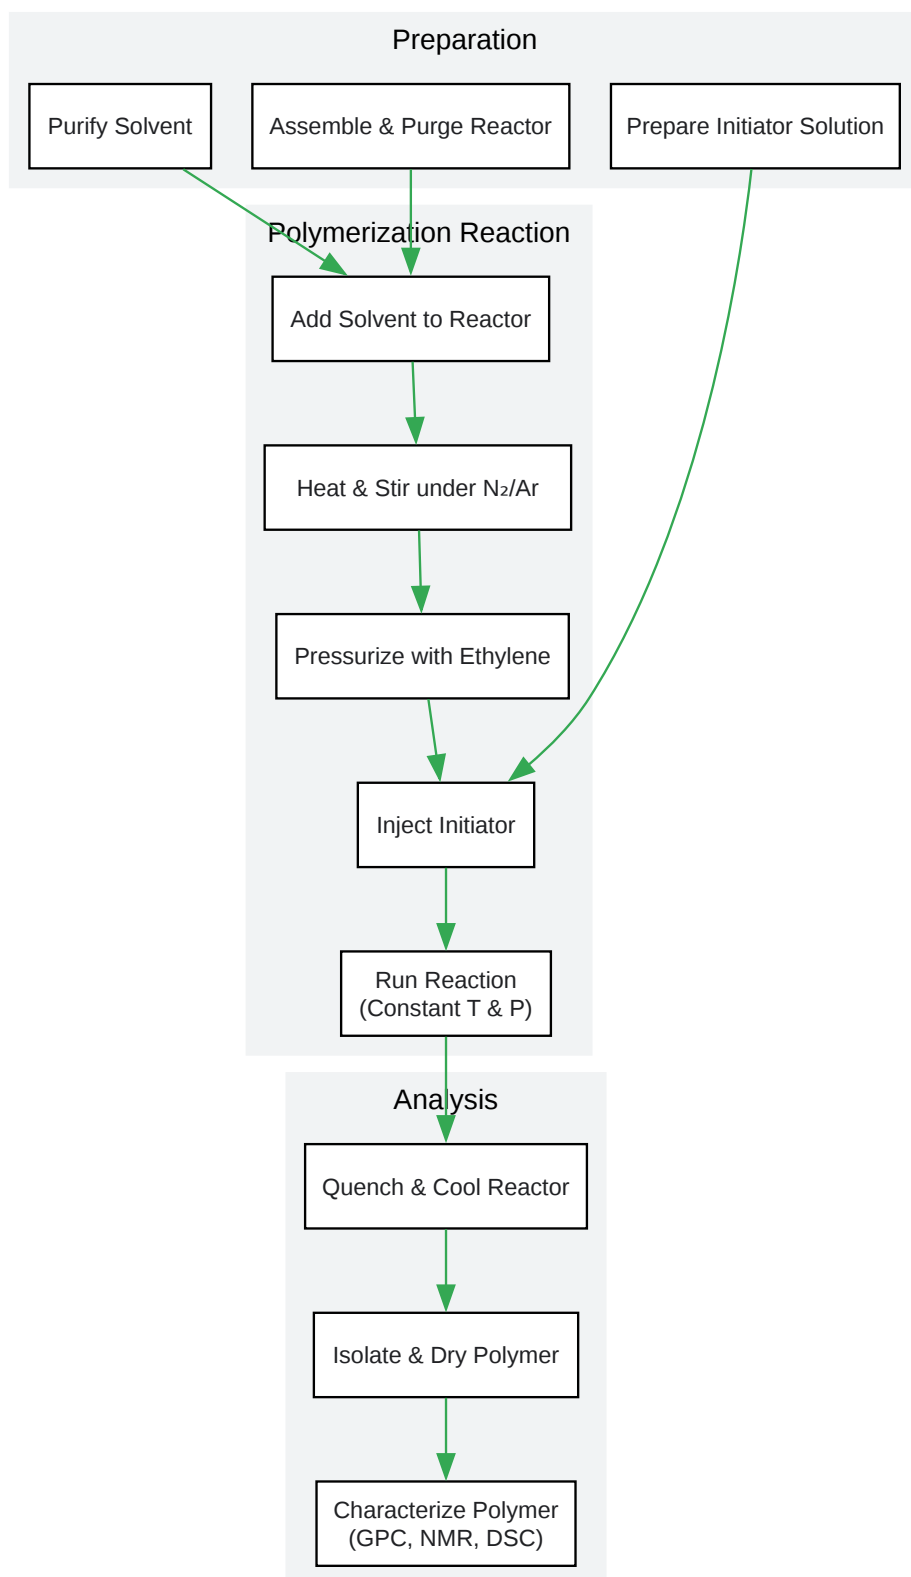 Preparation
Purify Solvent
Assemble & Purge Reactor
Prepare Initiator Solution
Polymerization Reaction
Add Solvent to Reactor
Heat & Stir under N₂/Ar
Pressurize with Ethylene
Inject Initiator
Run Reaction
(Constant T & P)
Analysis
Quench & Cool Reactor
Isolate & Dry Polymer
Characterize Polymer
(GPC, NMR, DSC)